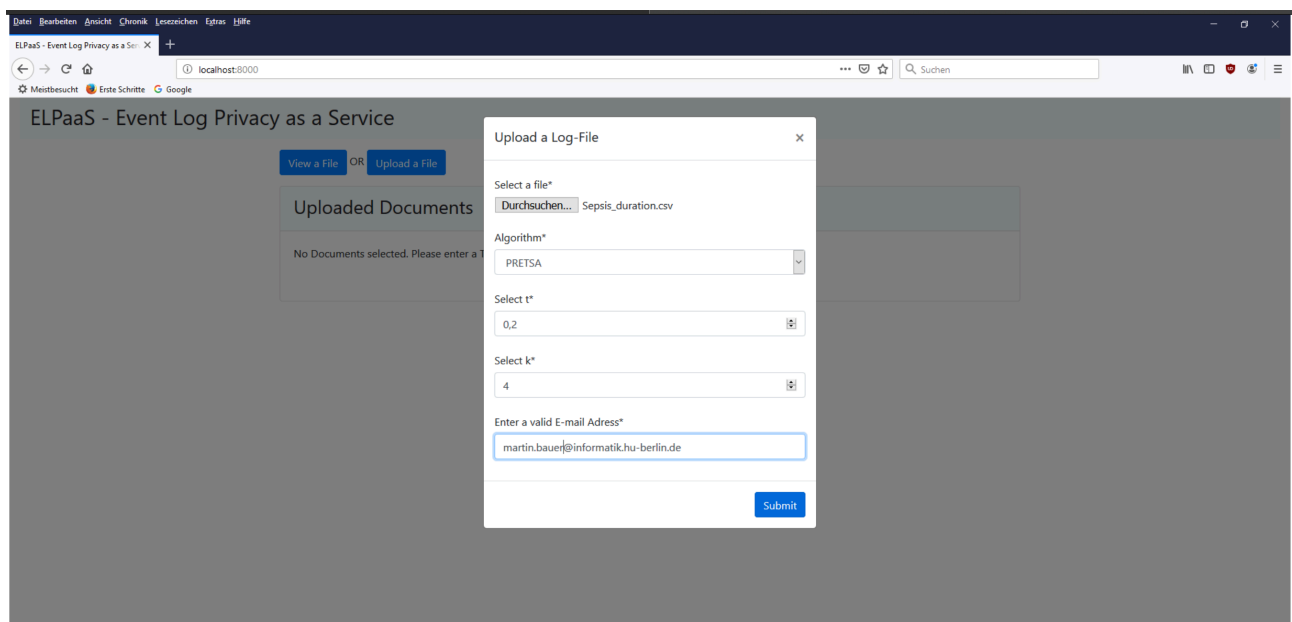 Datei Bearbeiten Ansicht Chronik Lesezeichen Extras Hilfe
ELPaaS - Event Log Privacy as a Ser
localhost:8000
Suchen
Meistbesucht Erste Schritte Google
ELPaaS - Event Log Privacy as a Service
View a File OR Upload a File
Uploaded Documents
No Documents selected. Please enter a T
Upload a Log-File ×
Select a file*
Durchsuchen... Sepsis_duration.csv
Algorithm*
PRETSA
Select t*
0,2
Select k*
4
Enter a valid E-mail Adress*
martin.bauer@informatik.hu-berlin.de
Submit